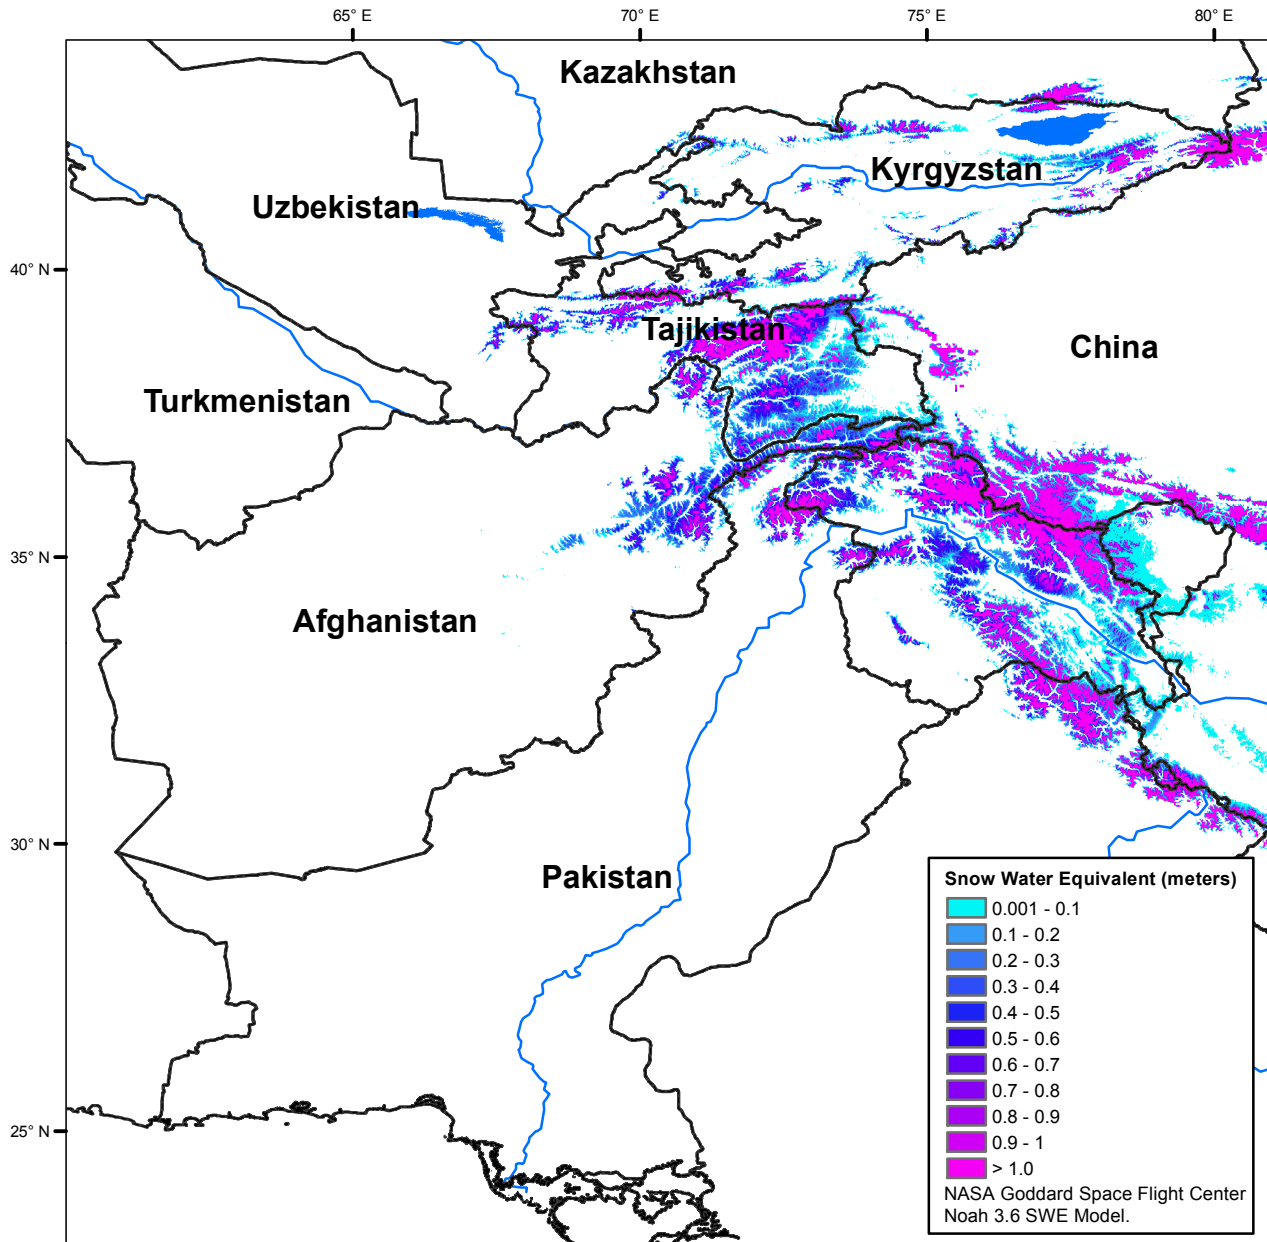 65° E
70° E
75° E
80° E
Kazakhstan
Kyrgyzstan
Uzbekistan
40° N
Tajikistan
China
Turkmenistan
35° N
Afghanistan
30° N
Pakistan
25° N
Snow Water Equivalent (meters)
0.001 - 0.1
0.1 - 0.2
0.2 - 0.3
0.3 - 0.4
0.4 - 0.5
0.5 - 0.6
0.6 - 0.7
0.7 - 0.8
0.8 - 0.9
0.9 - 1
> 1.0
NASA Goddard Space Flight Center
Noah 3.6 SWE Model.